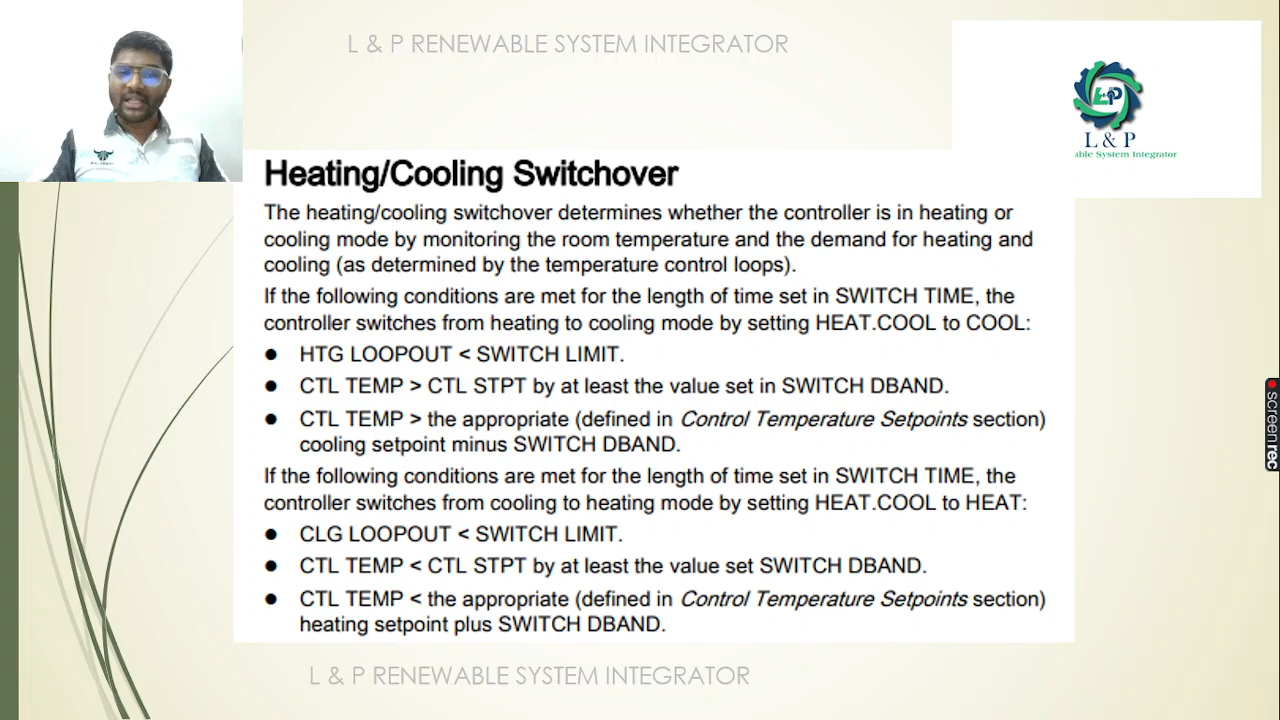 L & P RENEWABLE SYSTEM INTEGRATOR
L & P
able System Integrator
Heating/Cooling Switchover
The heating/cooling switchover determines whether the controller is in heating or
cooling mode by monitoring the room temperature and the demand for heating and
cooling (as determined by the temperature control loops).
If the following conditions are met for the length of time set in SWITCH TIME, the
controller switches from heating to cooling mode by setting HEAT.COOL to COOL:
● HTG LOOPOUT < SWITCH LIMIT.
● CTL TEMP > CTL STPT by at least the value set in SWITCH DBAND.
● CTL TEMP > the appropriate (defined in Control Temperature Setpoints section)
cooling setpoint minus SWITCH DBAND.
If the following conditions are met for the length of time set in SWITCH TIME, the
controller switches from cooling to heating mode by setting HEAT.COOL to HEAT:
● CLG LOOPOUT < SWITCH LIMIT.
● CTL TEMP < CTL STPT by at least the value set SWITCH DBAND.
● CTL TEMP < the appropriate (defined in Control Temperature Setpoints section)
heating setpoint plus SWITCH DBAND.
L & P RENEWABLE SYSTEM INTEGRATOR
screenrec